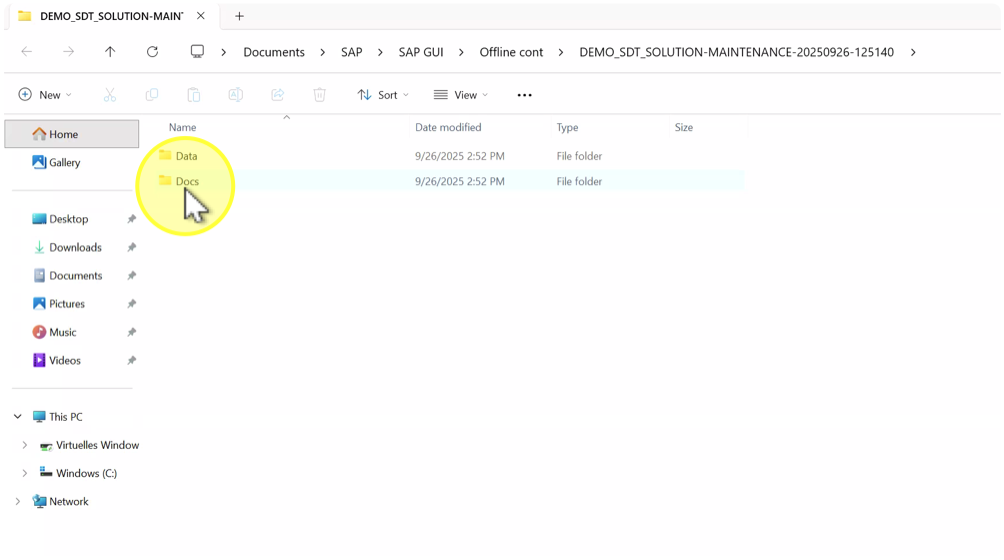 DEMO_SDT_SOLUTION-MAINT
Documents > SAP > SAP GUI > Offline cont > DEMO_SDT_SOLUTION-MAINTENANCE-20250926-125140 >
New Sort View
Name Date modified Type Size
Data 9/26/2025 2:52 PM File folder
Docs 9/26/2025 2:52 PM File folder
Home
Gallery
Desktop
Downloads
Documents
Pictures
Music
Videos
This PC
Virtuelles Window
Windows (C:)
Network